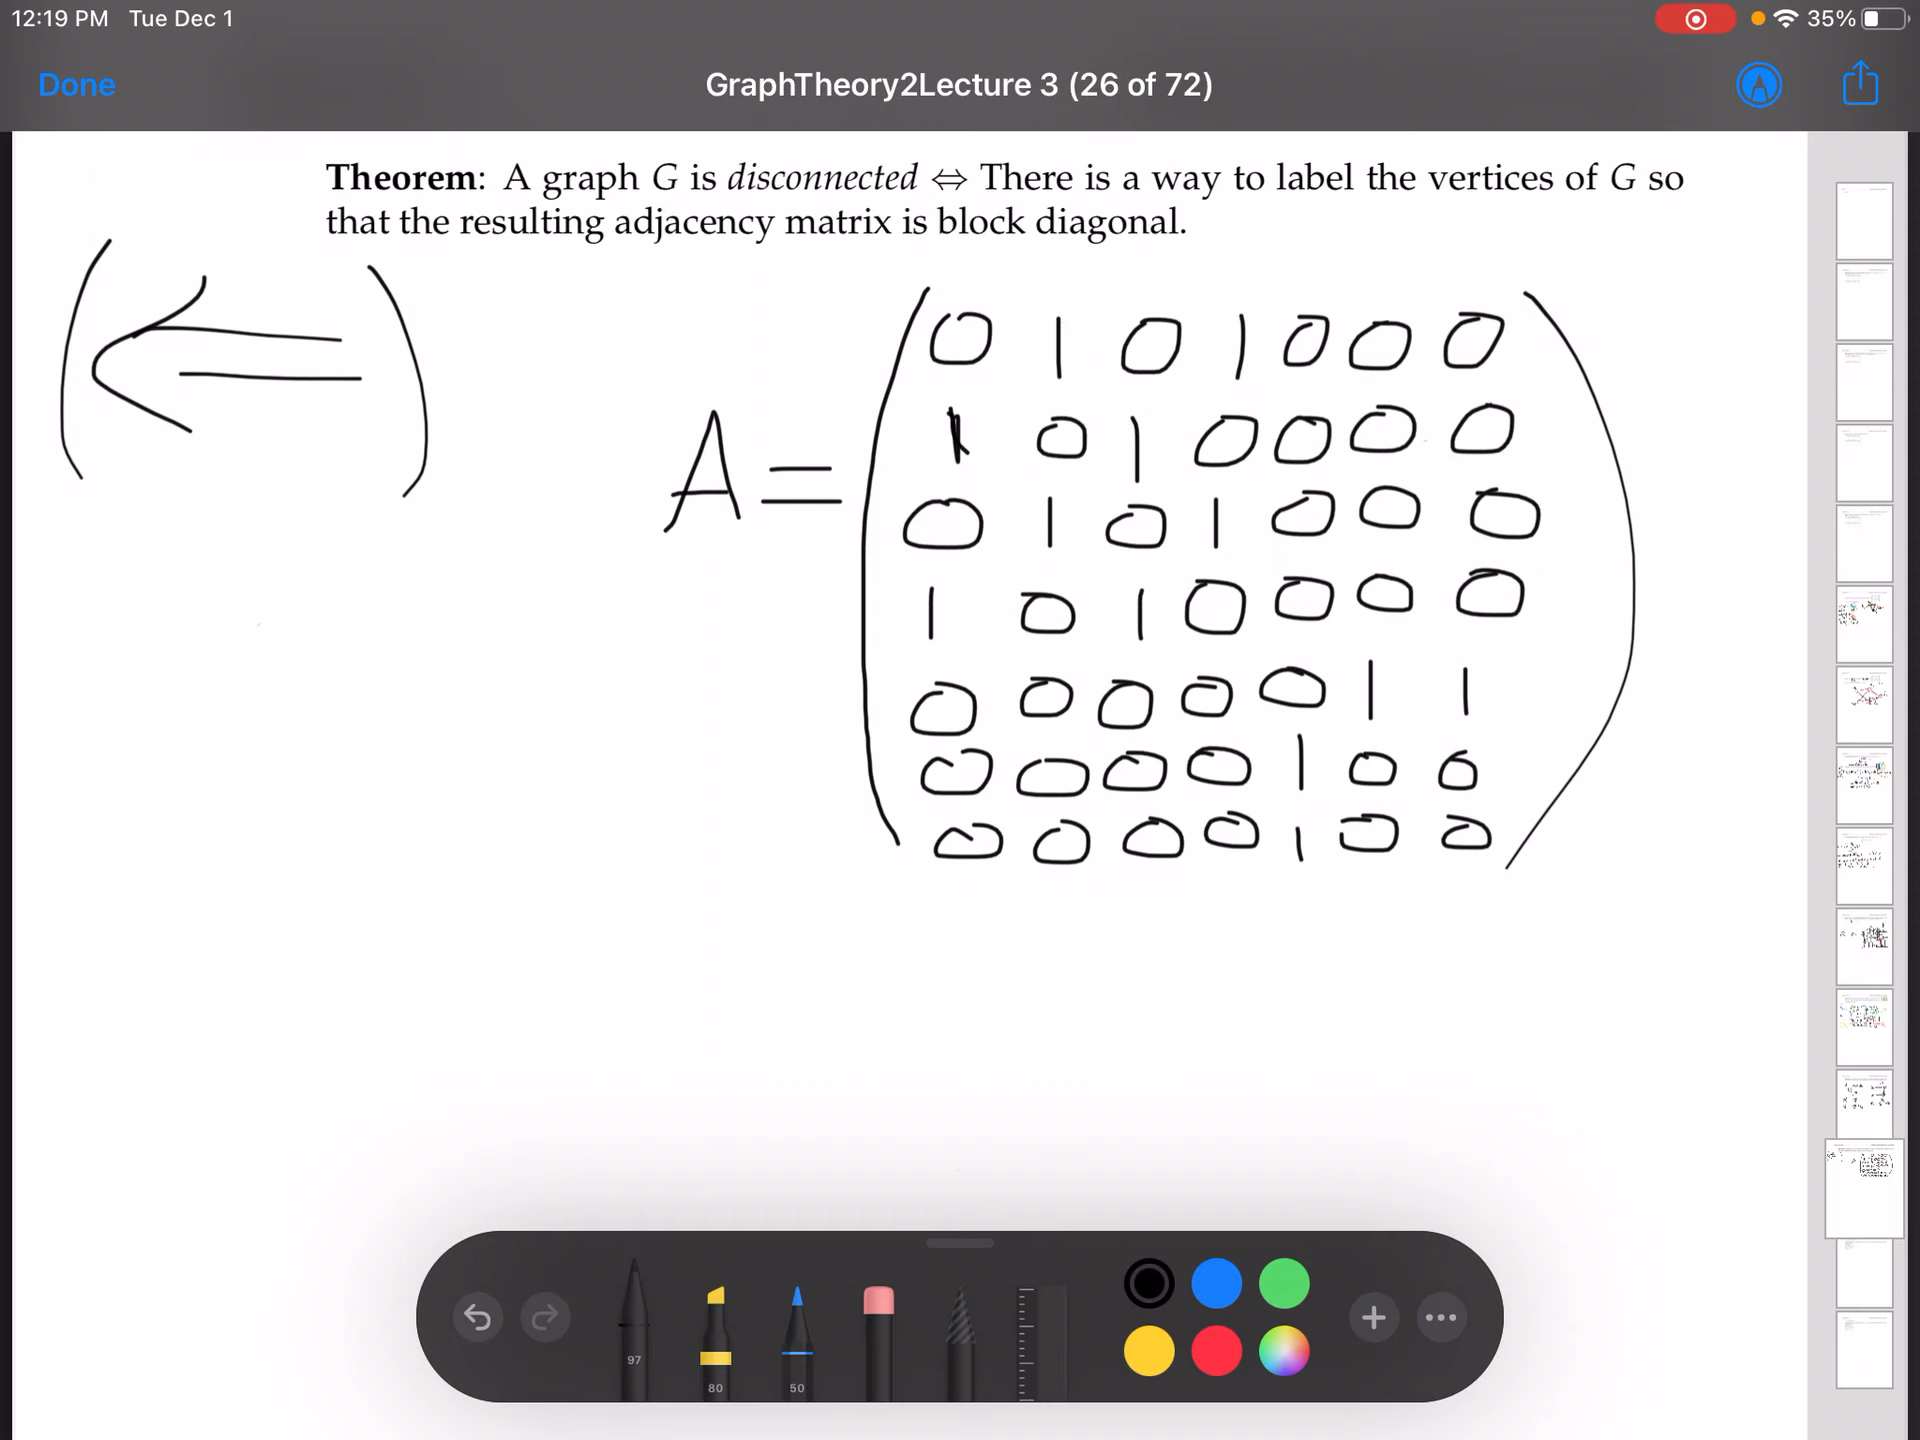 12:19 PM Tue Dec 1
35%
Done
GraphTheory2Lecture 3 (26 of 72)
Theorem: A graph G is disconnected ⇔ There is a way to label the vertices of G so
that the resulting adjacency matrix is block diagonal.
(⇐)
A =
0 1 0 1 0 0 0
1 0 1 0 0 0 0
0 1 0 1 0 0 0
1 0 1 0 0 0 0
0 0 0 0 0 1 1
0 0 0 0 1 0 0
0 0 0 0 1 0 0
97
80
50